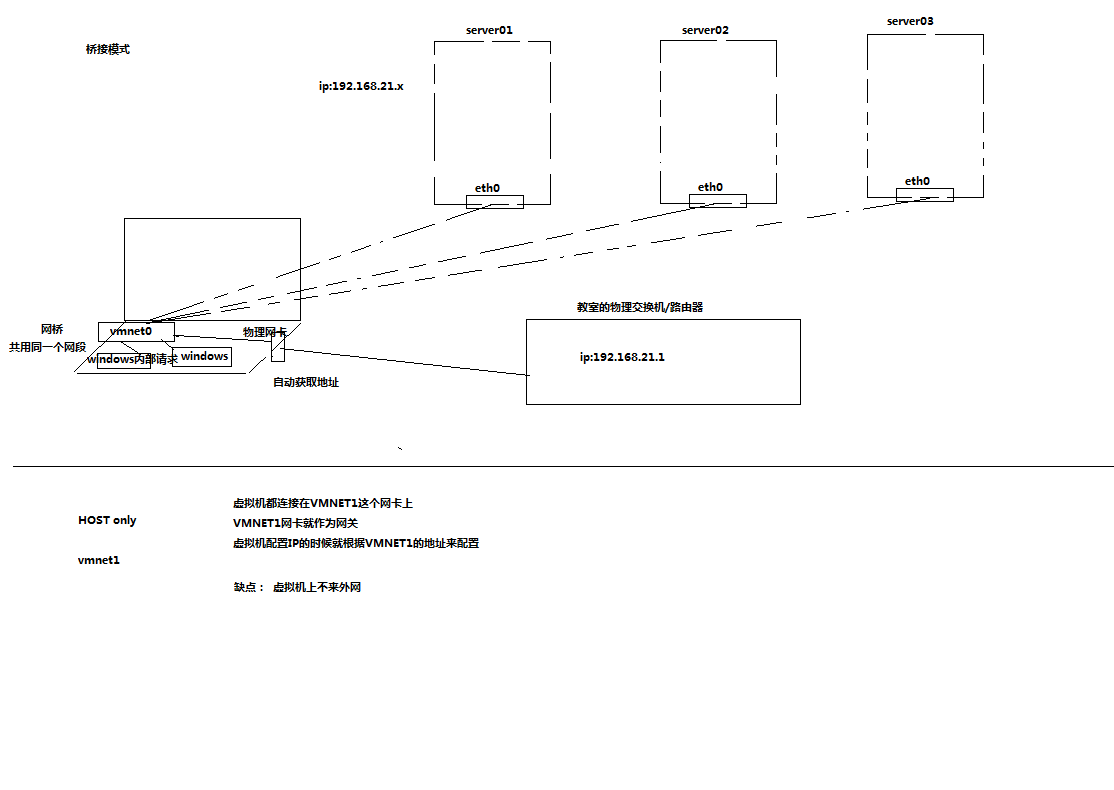 桥接模式
server01
server02
server03
ip:192.168.21.x
eth0
eth0
eth0
教室的物理交换机/路由器
ip:192.168.21.1
网桥
共用同一个网段
vmnet0
物理网卡
windows内部请求
windows
自动获取地址
HOST only
vmnet1
虚拟机都连接在VMNET1这个网卡上
VMNET1网卡就作为网关
虚拟机配置IP的时候就根据VMNET1的地址来配置
缺点： 虚拟机上不来外网